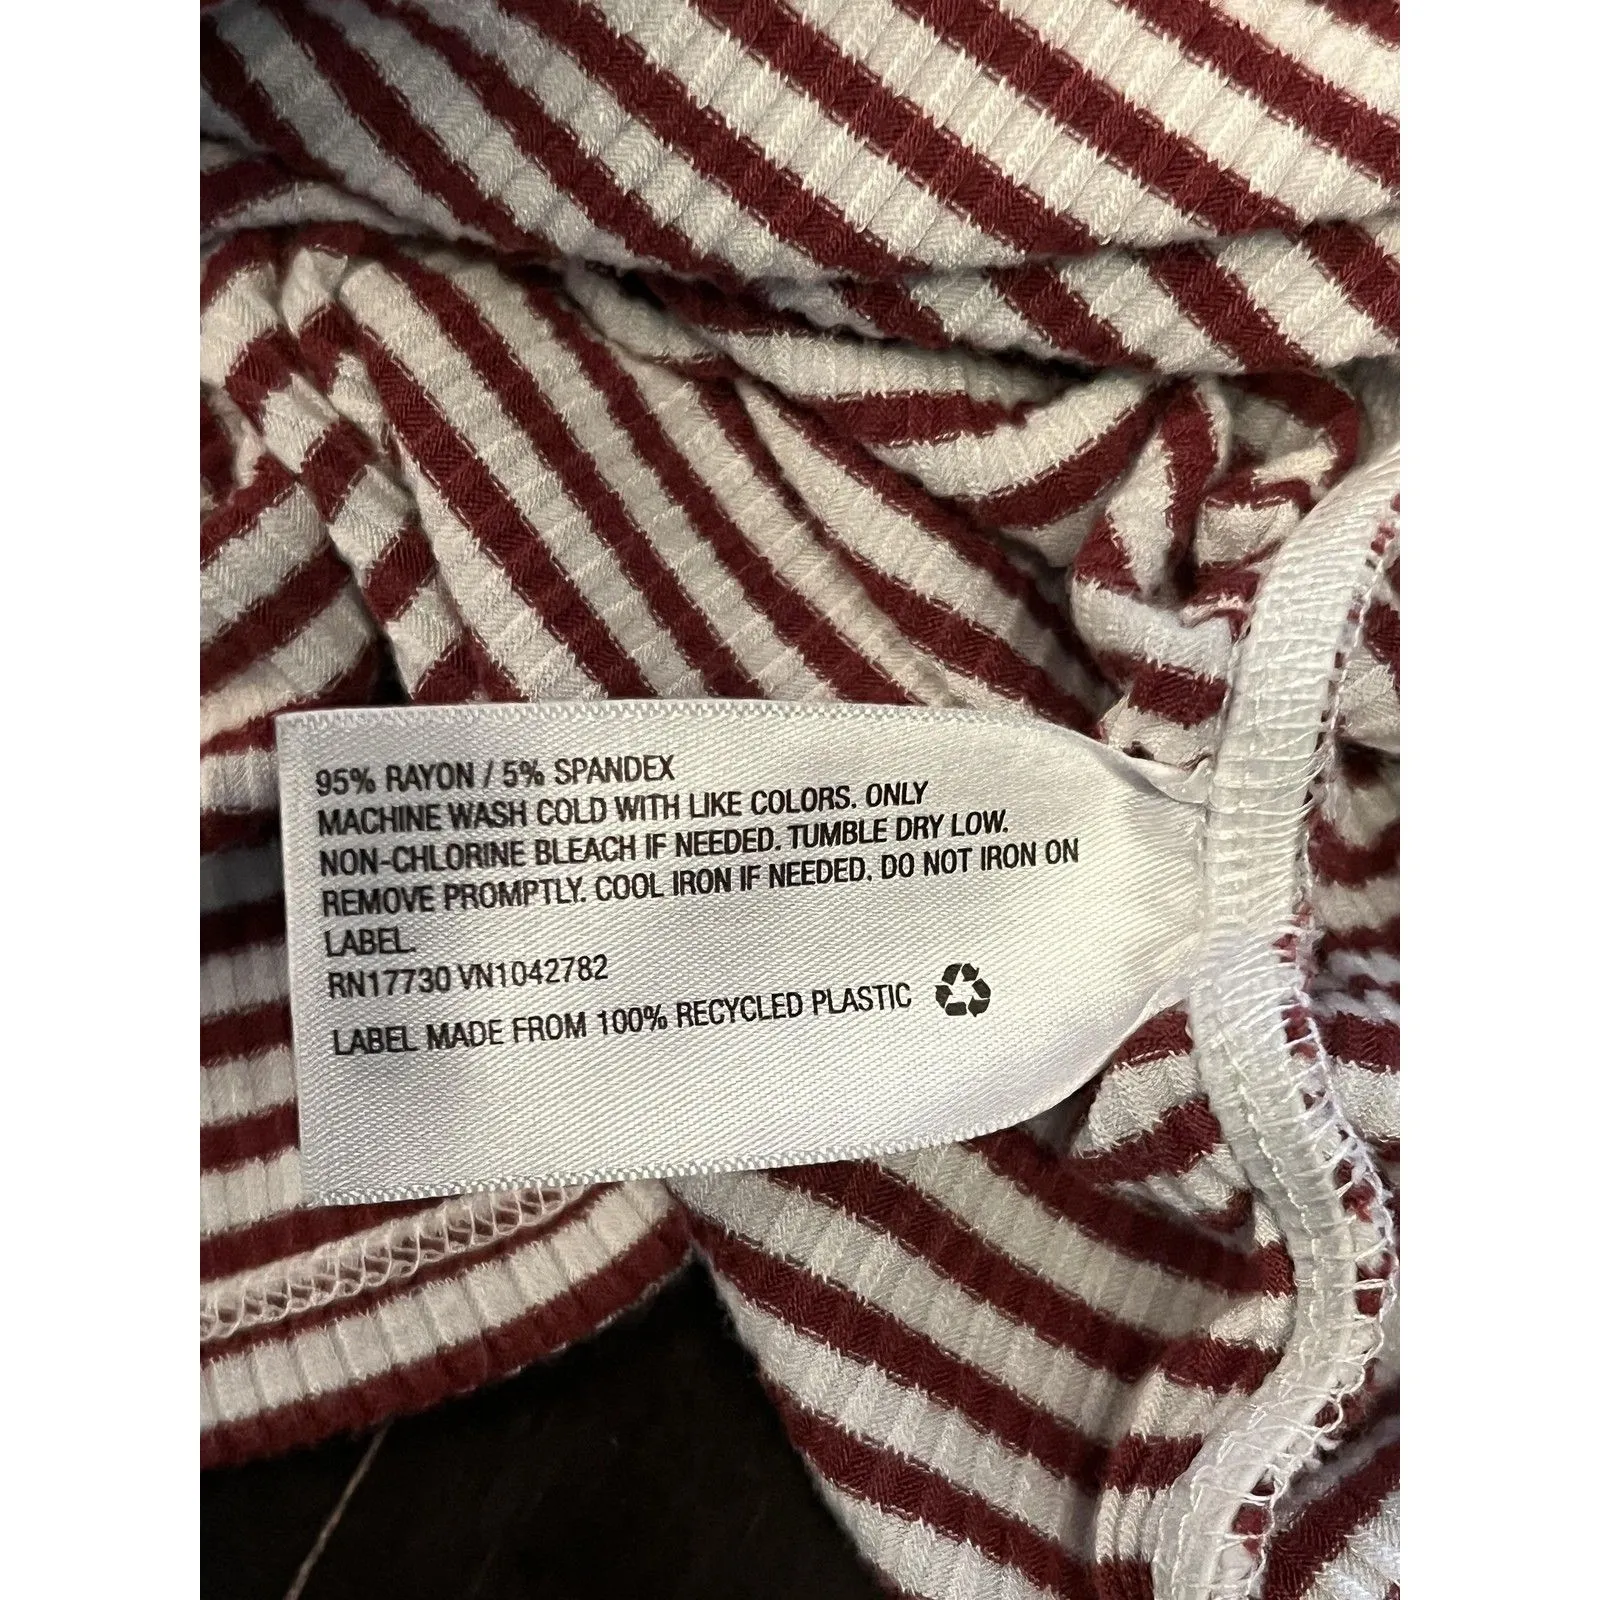 95% RAYON / 5% SPANDEX
MACHINE WASH COLD WITH LIKE COLORS. ONLY
NON-CHLORINE BLEACH IF NEEDED. TUMBLE DRY LOW.
REMOVE PROMPTLY. COOL IRON IF NEEDED. DO NOT IRON ON
LABEL.
RN17730 VN1042782
LABEL MADE FROM 100% RECYCLED PLASTIC